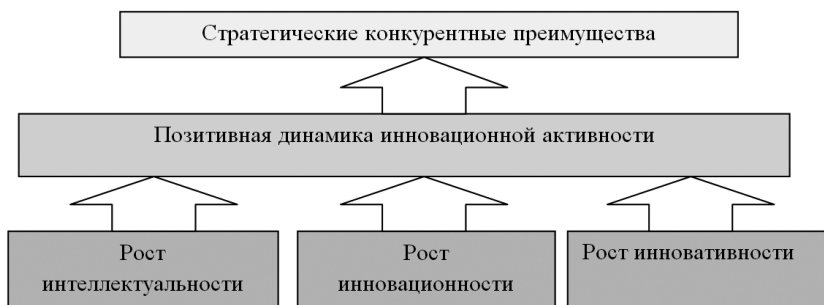 Стратегические конкурентные преимущества
Позитивная динамика инновационной активности
Рост
интеллектуальности
Рост
инновационности
Рост инновативности